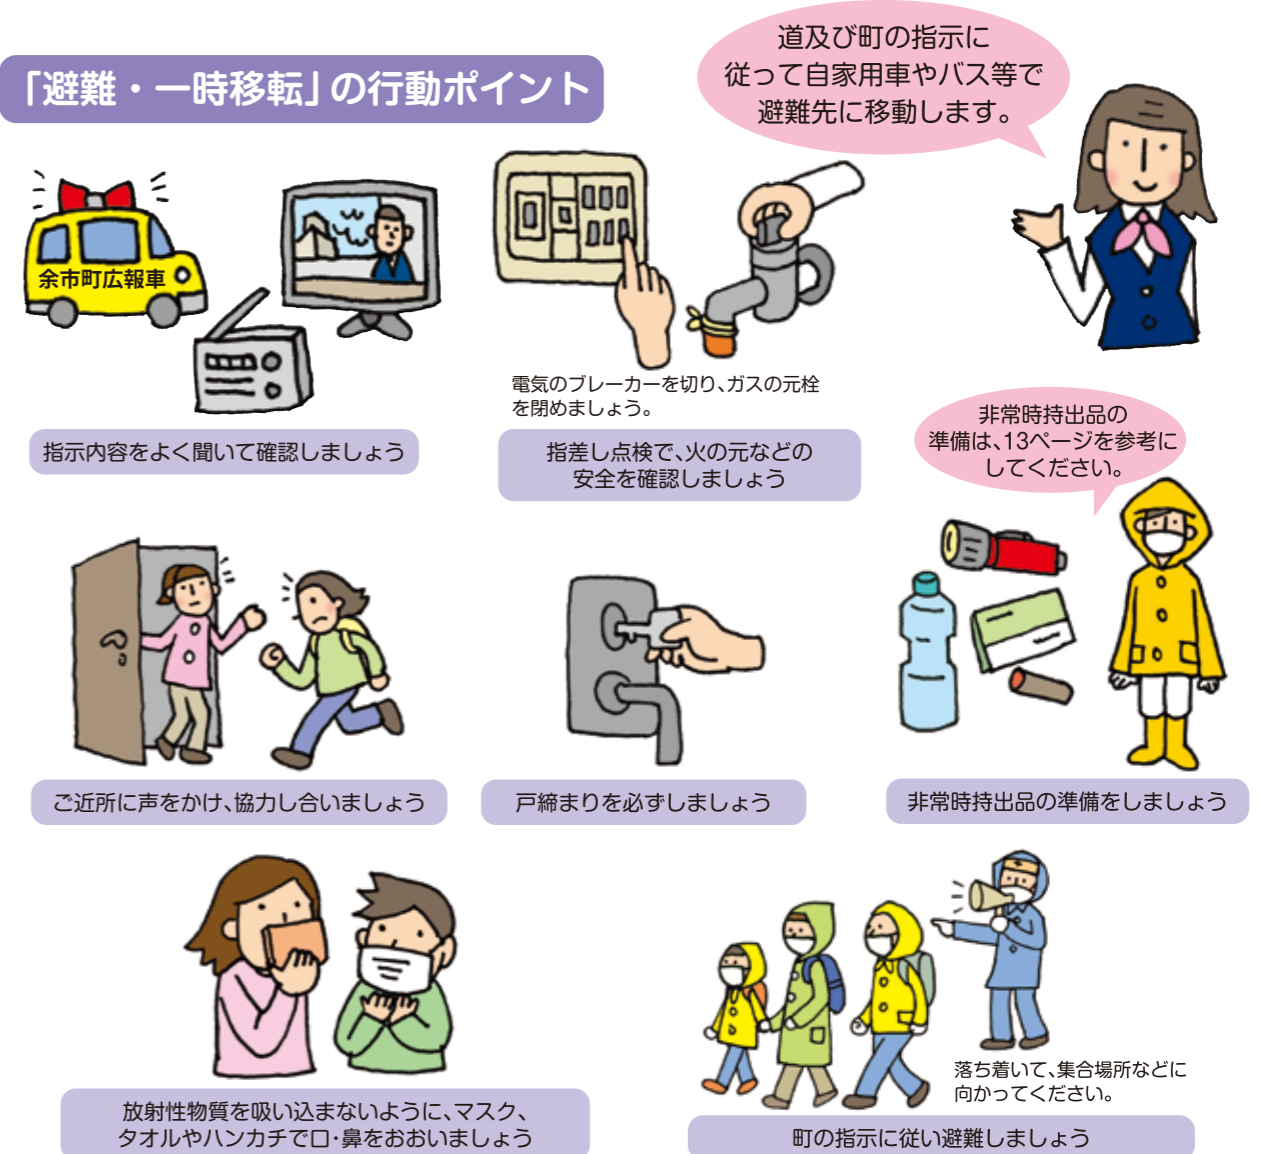 「避難・一時移転」の行動ポイント
道及び町の指示に
従って自家用車やバス等で
避難先に移動します。
余市町広報車
指示内容をよく聞いて確認しましょう
電気のブレーカーを切り、ガスの元栓
を閉めましょう。
指差し点検で、火の元などの
安全を確認しましょう
非常時持出品の
準備は、13ページを参考に
してください。
ご近所に声をかけ、協力し合いましょう
戸締まりを必ずしましょう
非常時持出品の準備をしましょう
放射性物質を吸い込まないように、マスク、
タオルやハンカチで口・鼻をおおいましょう
落ち着いて、集合場所などに
向かってください。
町の指示に従い避難しましょう